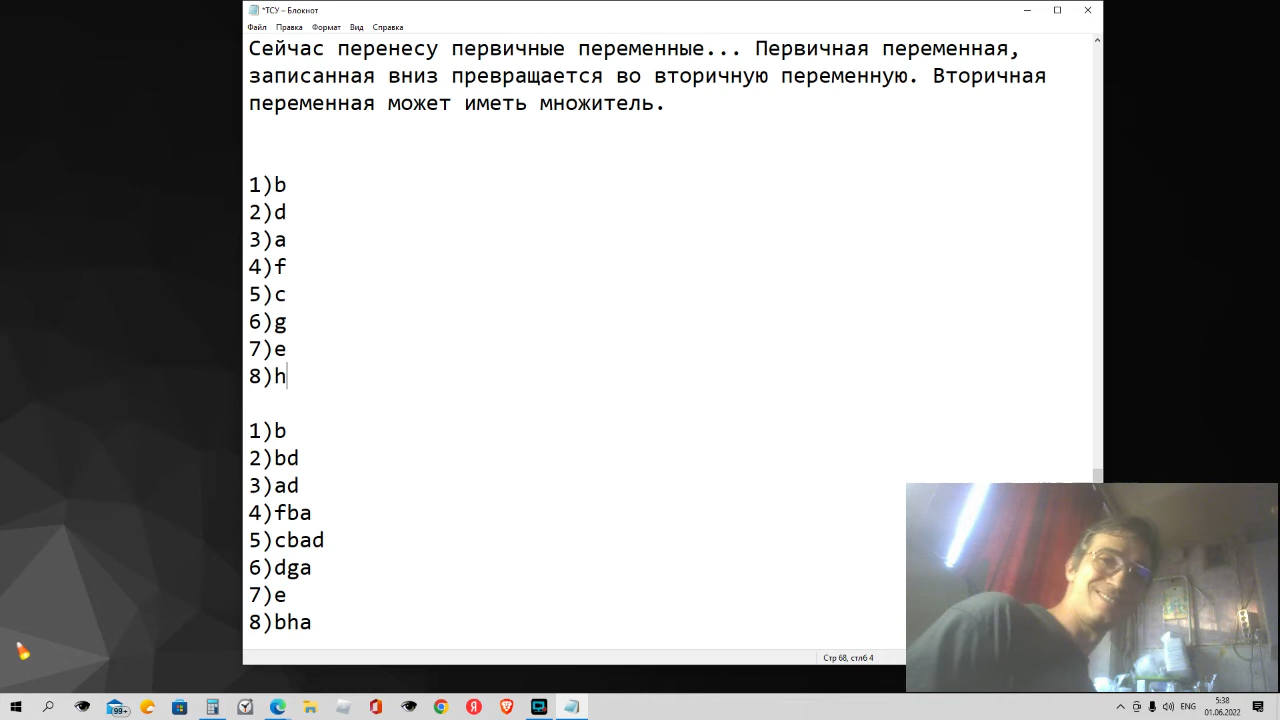 *ТСУ – Блокнот
Файл Правка Формат Вид Справка
Сейчас перенесу первичные переменные... Первичная переменная,
записанная вниз превращается во вторичную переменную. Вторичная
переменная может иметь множитель.
1)b
2)d
3)a
4)f
5)c
6)g
7)e
8)h
1)b
2)bd
3)ad
4)fba
5)cbad
6)dga
7)e
8)bha
Стр 68, стлб 4
99+
Я
ENG
5:38
01.06.2022